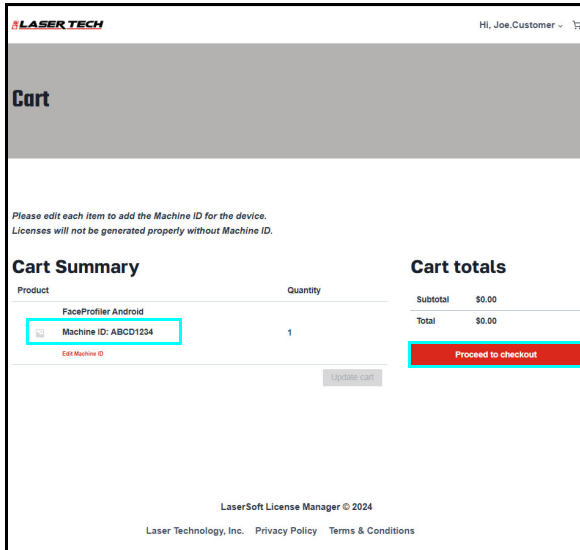 LASER TECH
Hi, Joe.Customer
Cart
Please edit each item to add the Machine ID for the device.
Licenses will not be generated properly without Machine ID.
Cart Summary
Product Quantity
FaceProfiler Android
Machine ID: ABCD1234 1
Edit Machine ID
Update cart
Cart totals
Subtotal $0.00
Total $0.00
Proceed to checkout
LaserSoft License Manager © 2024
Laser Technology, Inc. Privacy Policy Terms & Conditions